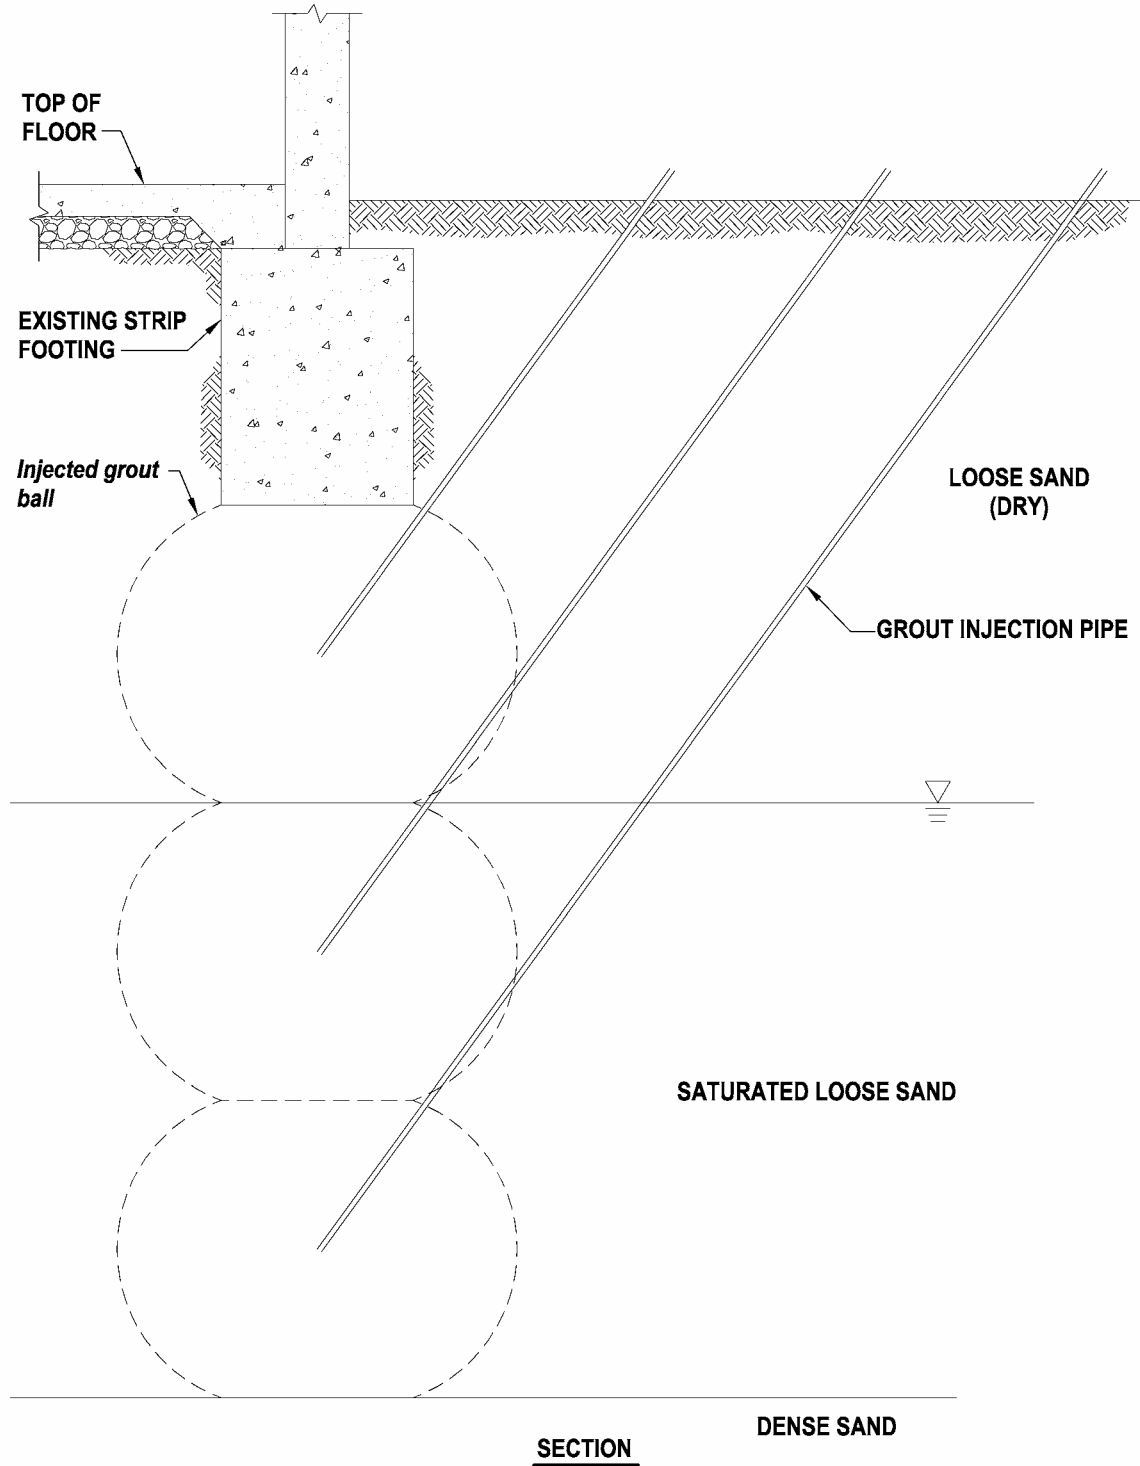 TOP OF
FLOOR
EXISTING STRIP
FOOTING
Injected grout
ball
LOOSE SAND
(DRY)
GROUT INJECTION PIPE
SATURATED LOOSE SAND
DENSE SAND
SECTION